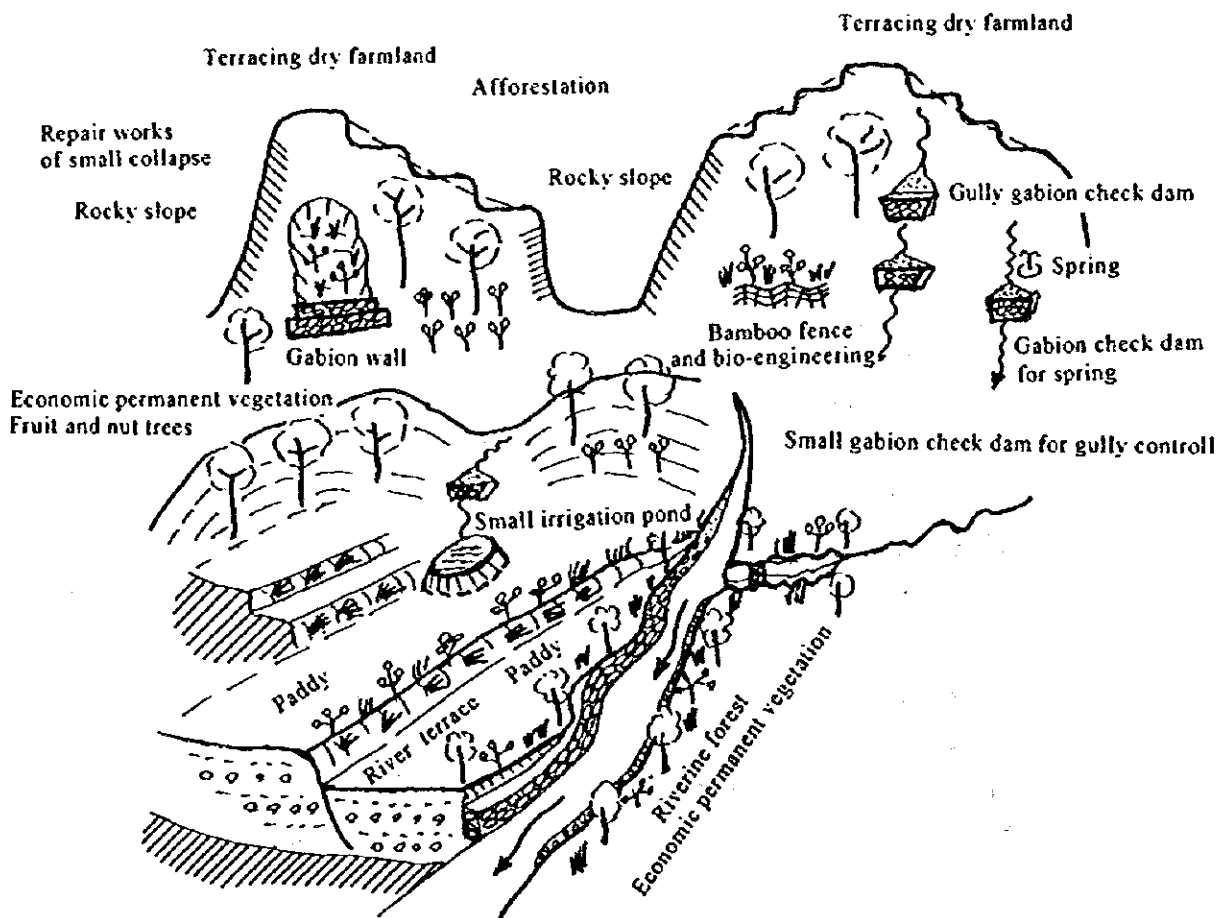 Terracing dry farmland
Terracing dry farmland
Afforestation
Repair works
of small collapse
Rocky slope
Rocky slope
Gully gabion check dam
Spring
Gabion wall
Bamboo fence
and bio-engineering
Gabion check dam
for spring
Economic permanent vegetation
Fruit and nut trees
Small gabion check dam for gully controll
Small irrigation pond
Paddy
Paddy
River terrace
Riverine forest
Economic permanent vegetation